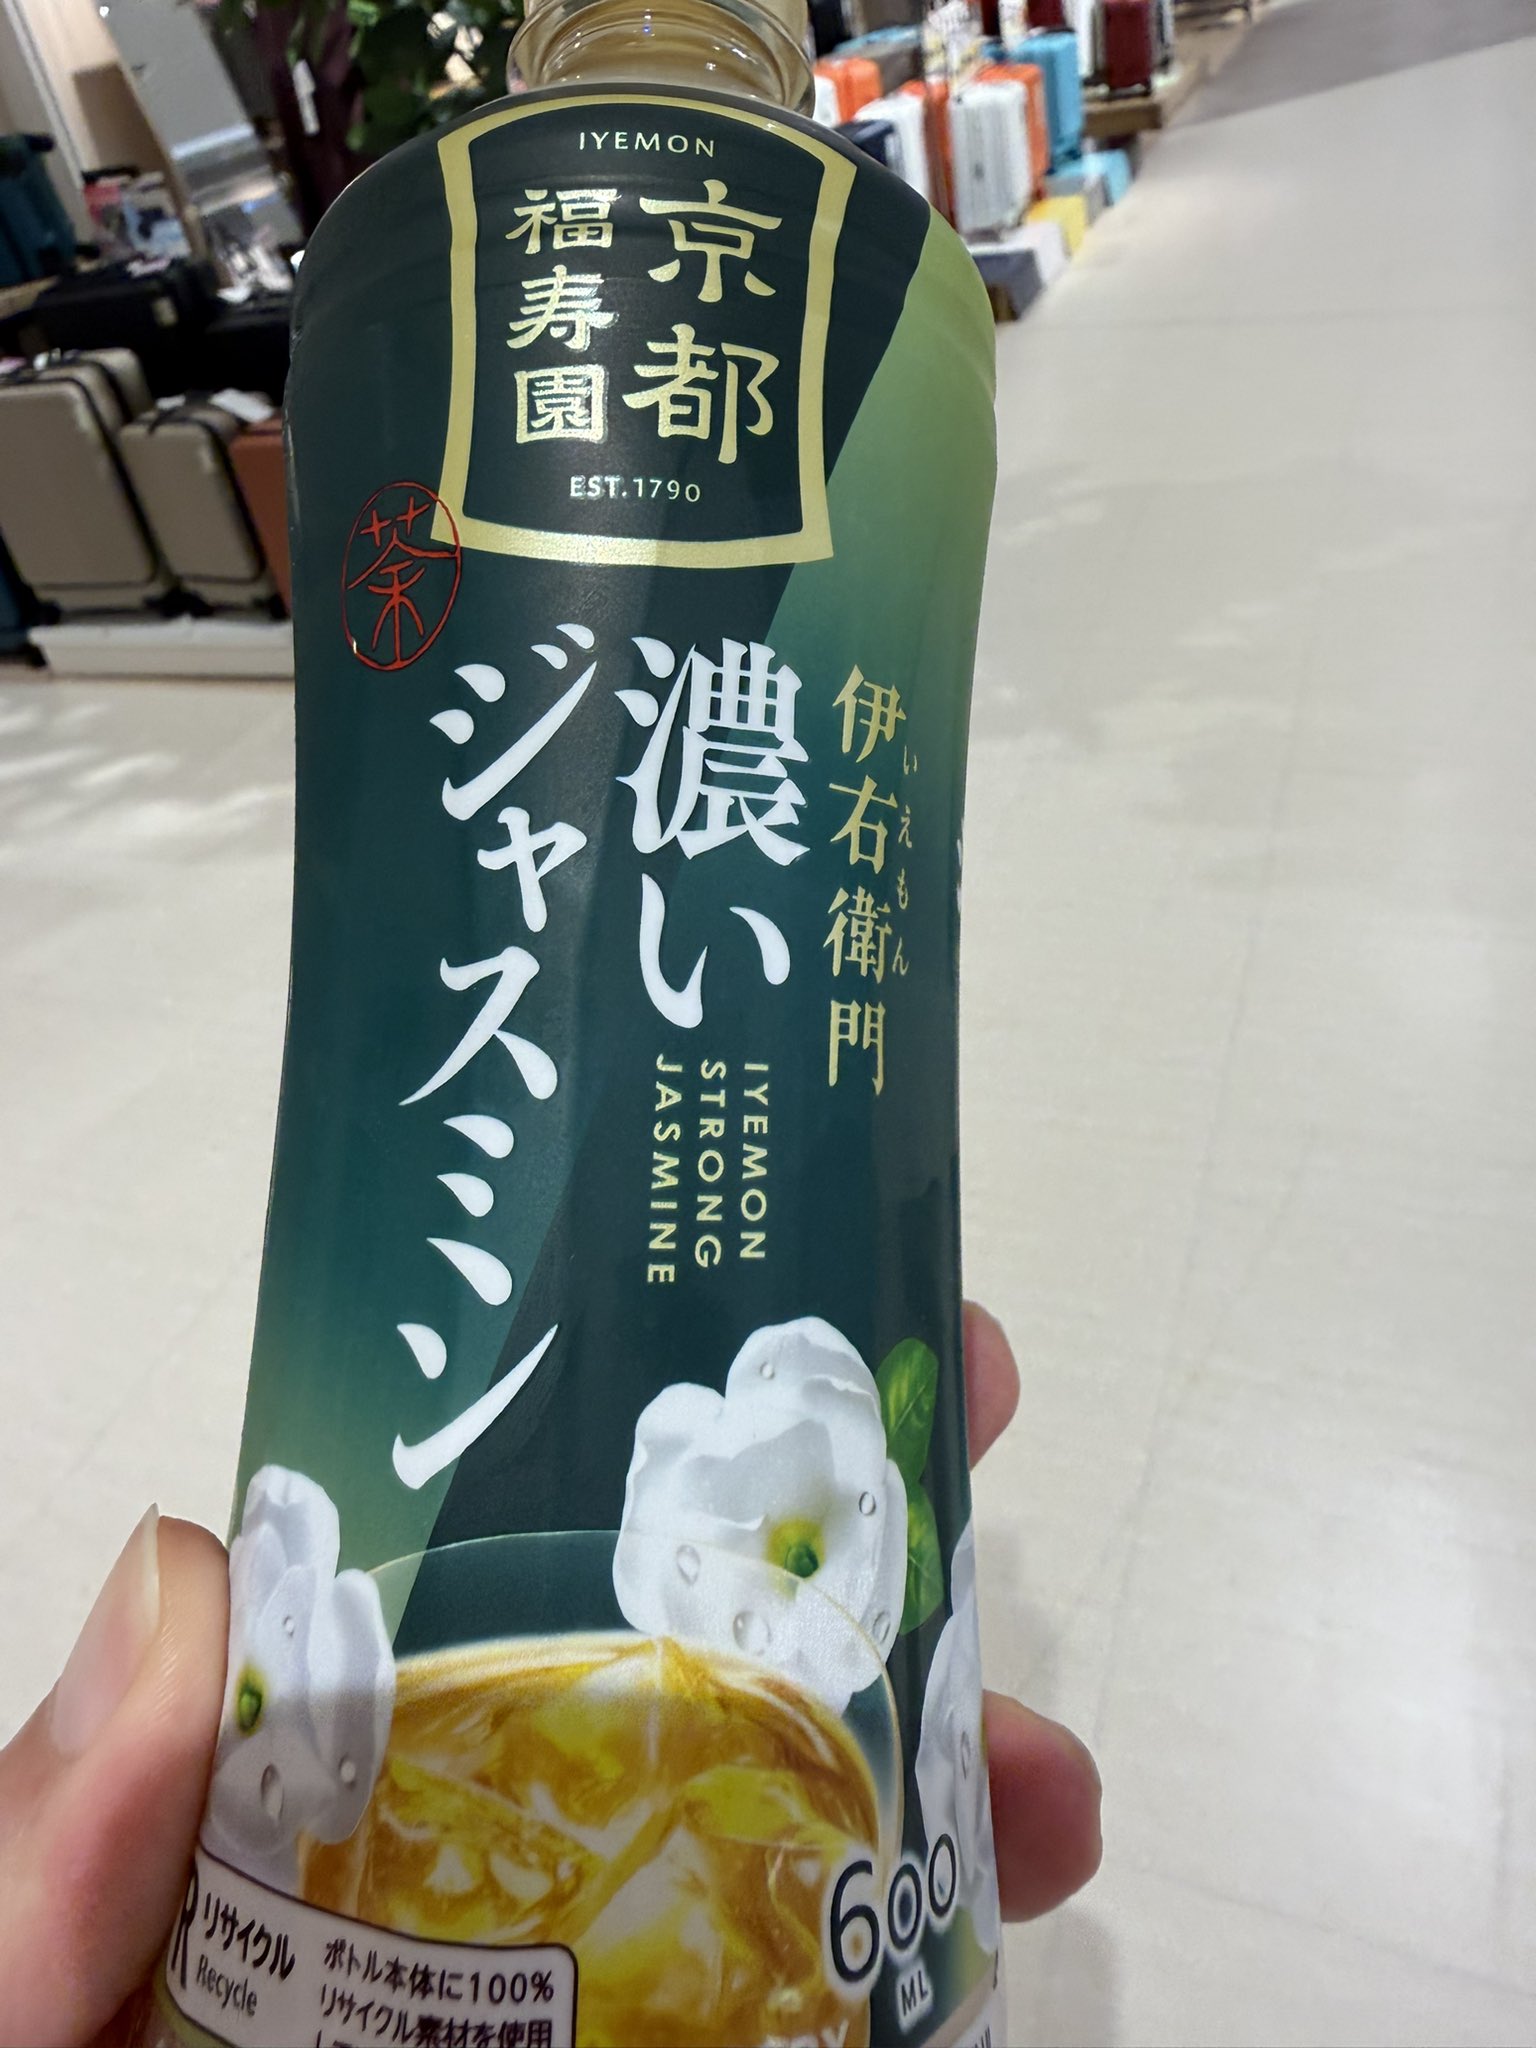 IYEMON
京都
福寿園
EST.1790
茶
伊右衛門
いえもん
濃い
ジャスミン
IYEMON
STRONG
JASMINE
600
ML
リサイクル
Recycle
ボトル本体に100%
リサイクル素材を使用